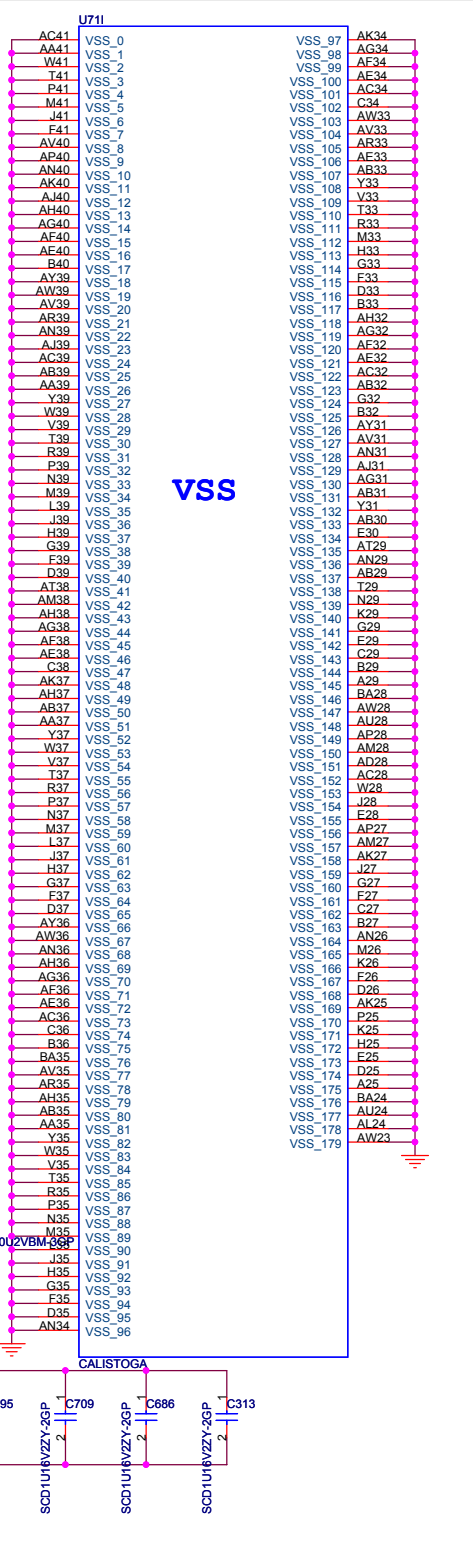 U71I
AC41 VSS_0 VSS_97 AK34
AA41 VSS_1 VSS_98 AG34
W41 VSS_2 VSS_99 AF34
T41 VSS_3 VSS_100 AE34
P41 VSS_4 VSS_101 AC34
M41 VSS_5 VSS_102 C34
J41 VSS_6 VSS_103 AW33
F41 VSS_7 VSS_104 AV33
AV40 VSS_8 VSS_105 AR33
AP40 VSS_9 VSS_106 AE33
AN40 VSS_10 VSS_107 AB33
AK40 VSS_11 VSS_108 Y33
AJ40 VSS_12 VSS_109 V33
AH40 VSS_13 VSS_110 T33
AG40 VSS_14 VSS_111 R33
AF40 VSS_15 VSS_112 M33
AE40 VSS_16 VSS_113 H33
B40 VSS_17 VSS_114 G33
AY39 VSS_18 VSS_115 F33
AW39 VSS_19 VSS_116 D33
AV39 VSS_20 VSS_117 B33
AR39 VSS_21 VSS_118 AH32
AN39 VSS_22 VSS_119 AG32
AJ39 VSS_23 VSS_120 AF32
AC39 VSS_24 VSS_121 AE32
AB39 VSS_25 VSS_122 AC32
AA39 VSS_26 VSS_123 AB32
Y39 VSS_27 VSS_124 G32
W39 VSS_28 VSS_125 B32
V39 VSS_29 VSS_126 AY31
T39 VSS_30 VSS_127 AV31
R39 VSS_31 VSS_128 AN31
P39 VSS_32 VSS_129 AJ31
N39 VSS_33 VSS_130 AG31
VSS
M39 VSS_34 VSS_131 AB31
L39 VSS_35 VSS_132 Y31
J39 VSS_36 VSS_133 AB30
H39 VSS_37 VSS_134 E30
G39 VSS_38 VSS_135 AT29
F39 VSS_39 VSS_136 AN29
D39 VSS_40 VSS_137 AB29
AT38 VSS_41 VSS_138 T29
AM38 VSS_42 VSS_139 N29
AH38 VSS_43 VSS_140 K29
AG38 VSS_44 VSS_141 G29
AF38 VSS_45 VSS_142 E29
AE38 VSS_46 VSS_143 C29
C38 VSS_47 VSS_144 B29
AK37 VSS_48 VSS_145 A29
AH37 VSS_49 VSS_146 BA28
AB37 VSS_50 VSS_147 AW28
AA37 VSS_51 VSS_148 AU28
Y37 VSS_52 VSS_149 AP28
W37 VSS_53 VSS_150 AM28
V37 VSS_54 VSS_151 AD28
T37 VSS_55 VSS_152 AC28
R37 VSS_56 VSS_153 W28
P37 VSS_57 VSS_154 J28
N37 VSS_58 VSS_155 E28
M37 VSS_59 VSS_156 AP27
L37 VSS_60 VSS_157 AM27
J37 VSS_61 VSS_158 AK27
H37 VSS_62 VSS_159 J27
G37 VSS_63 VSS_160 G27
F37 VSS_64 VSS_161 F27
D37 VSS_65 VSS_162 C27
AY36 VSS_66 VSS_163 B27
AW36 VSS_67 VSS_164 AN26
AN36 VSS_68 VSS_165 M26
AH36 VSS_69 VSS_166 K26
AG36 VSS_70 VSS_167 F26
AF36 VSS_71 VSS_168 D26
AE36 VSS_72 VSS_169 AK25
AC36 VSS_73 VSS_170 P25
C36 VSS_74 VSS_171 K25
B36 VSS_75 VSS_172 H25
BA35 VSS_76 VSS_173 E25
AV35 VSS_77 VSS_174 D25
AR35 VSS_78 VSS_175 A25
AH35 VSS_79 VSS_176 BA24
AB35 VSS_80 VSS_177 AU24
AA35 VSS_81 VSS_178 AL24
Y35 VSS_82 VSS_179 AW23
W35 VSS_83
V35 VSS_84
T35 VSS_85
R35 VSS_86
P35 VSS_87
N35 VSS_88
M35 VSS_89
0U2VBM-3GP
L35 VSS_90
J35 VSS_91
H35 VSS_92
G35 VSS_93
F35 VSS_94
D35 VSS_95
AN34 VSS_96
CALISTOGA
95
1 C709 2
SCD1U16V2ZY-2GP
1 C686 2
SCD1U16V2ZY-2GP
1 C313 2
SCD1U16V2ZY-2GP